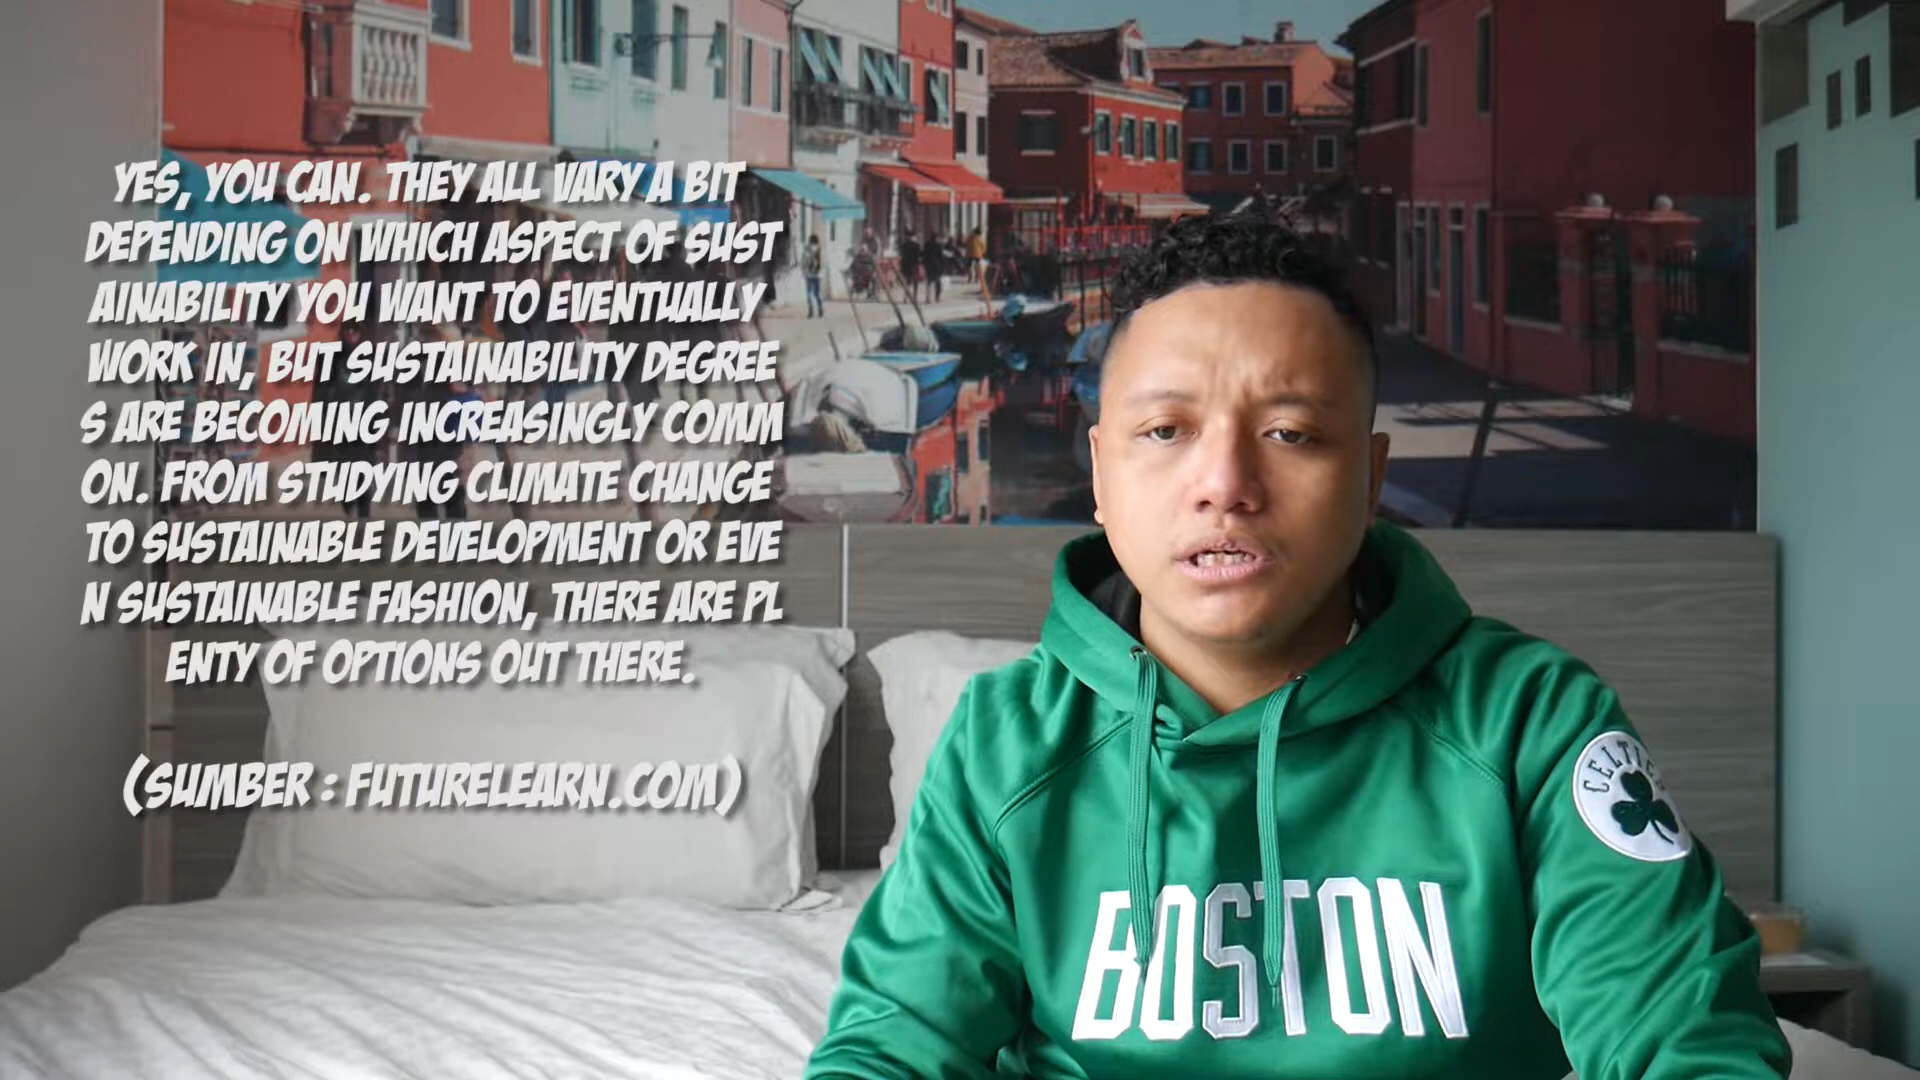 YES, YOU CAN. THEY ALL VARY A BIT
DEPENDING ON WHICH ASPECT OF SUST
AINABILITY YOU WANT TO EVENTUALLY
WORK IN, BUT SUSTAINABILITY DEGREE
S ARE BECOMING INCREASINGLY COMM
ON. FROM STUDYING CLIMATE CHANGE
TO SUSTAINABLE DEVELOPMENT OR EVE
N SUSTAINABLE FASHION, THERE ARE PL
ENTY OF OPTIONS OUT THERE.
(SUMBER : FUTURELEARN.COM)
BOSTON